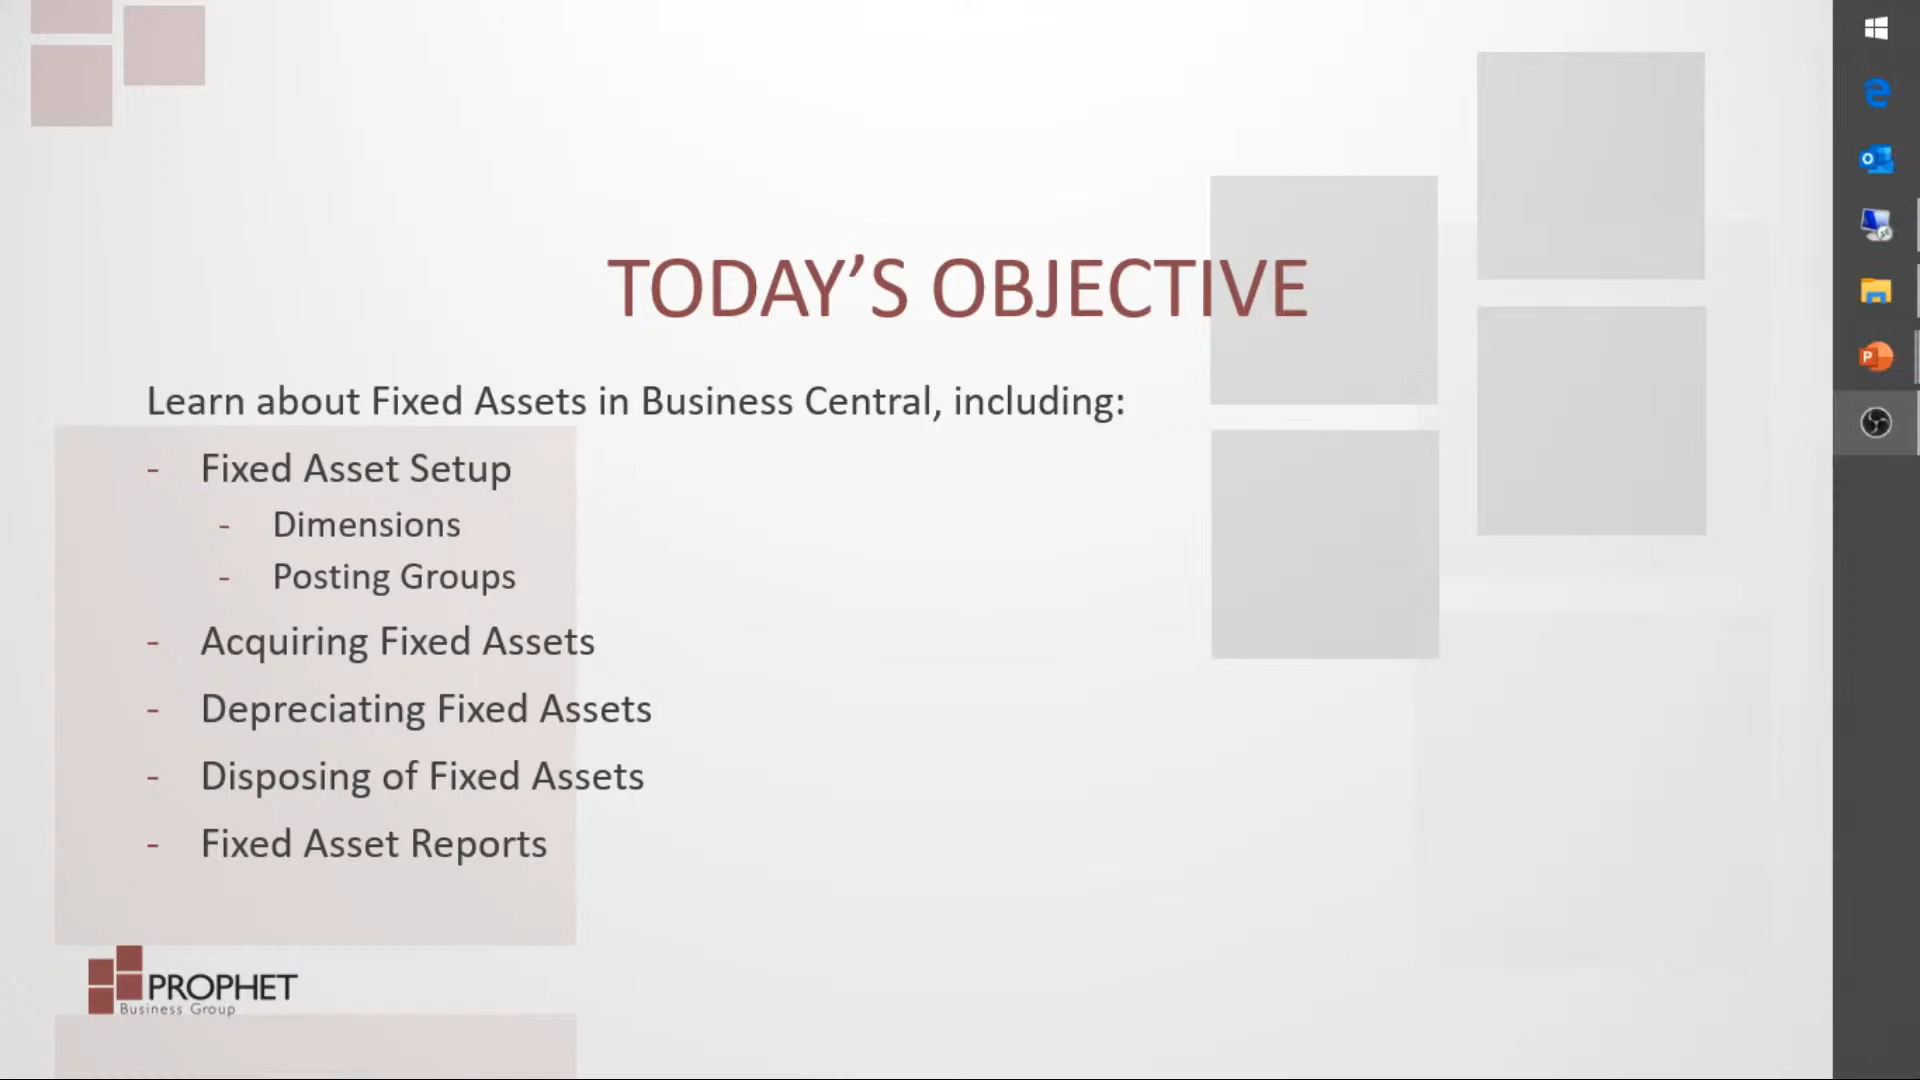 TODAY’S OBJECTIVE
Learn about Fixed Assets in Business Central, including:
- Fixed Asset Setup
- Dimensions
- Posting Groups
- Acquiring Fixed Assets
- Depreciating Fixed Assets
- Disposing of Fixed Assets
- Fixed Asset Reports
PROPHET
Business Group